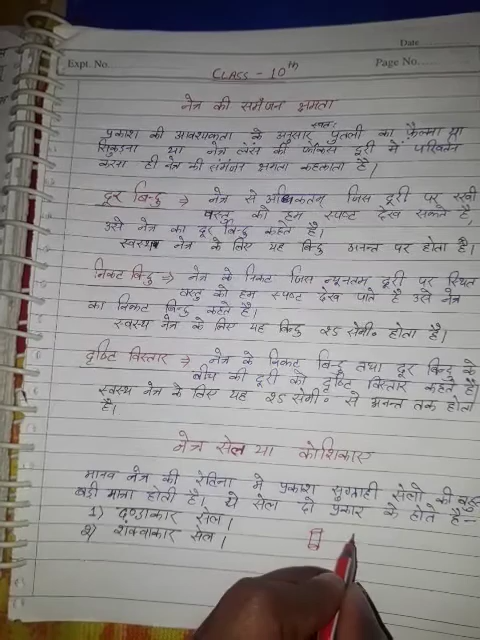 Date
Expt. No.
Page No.
CLASS - 10th
नेत्र की समंजन क्षमता
स्वतः
प्रकाश की आवश्यकता के अनुसार पुतली का फ़ैल्ना या
सिकुड़ना या नेत्र लेंस की फोकस दूरी में परिवर्तन
करना ही नेत्र की संमंजन क्षमता कहलाता है।
दूर बिन्दु ⇒ नेत्र से अधिकतम् जिस दूरी पर रखी
वस्तु को हम स्पष्ट देख सकते है,
उसे नेत्र का दूर बिन्दु कहते है।
स्वस्थ्य नेत्र के लिए यह बिन्दु अनन्त पर होता है।
निकट बिन्दु ⇒ नेत्र के निकट जिस न्यूनतम दूरी पर स्थित
वस्तु को हम स्पष्ट देख पाते है उसे नेत्र
का निकट बिन्दु कहते है।
स्वस्थ नेत्र के लिए यह बिन्दु 25 सेमी॰ होता है।
दृष्टि विस्तार ⇒ नेत्र के निकट बिन्दु तथा दूर बिन्दु के
बीच की दूरी को दृष्टि विस्तार कहते है
स्वस्थ नेत्र के लिए यह 25 सेमी॰ से अनन्त तक होता
है।
नेत्र सेल या कोशिकाए
मानव नेत्र की रेटिना मे प्रकाश सुग्राही सेलो की बहुत
बडी मात्रा होती है। ये सेल दो प्रकार के होते है-
1) दण्डाकार सेल।
2) शंक्वाकार सेल।